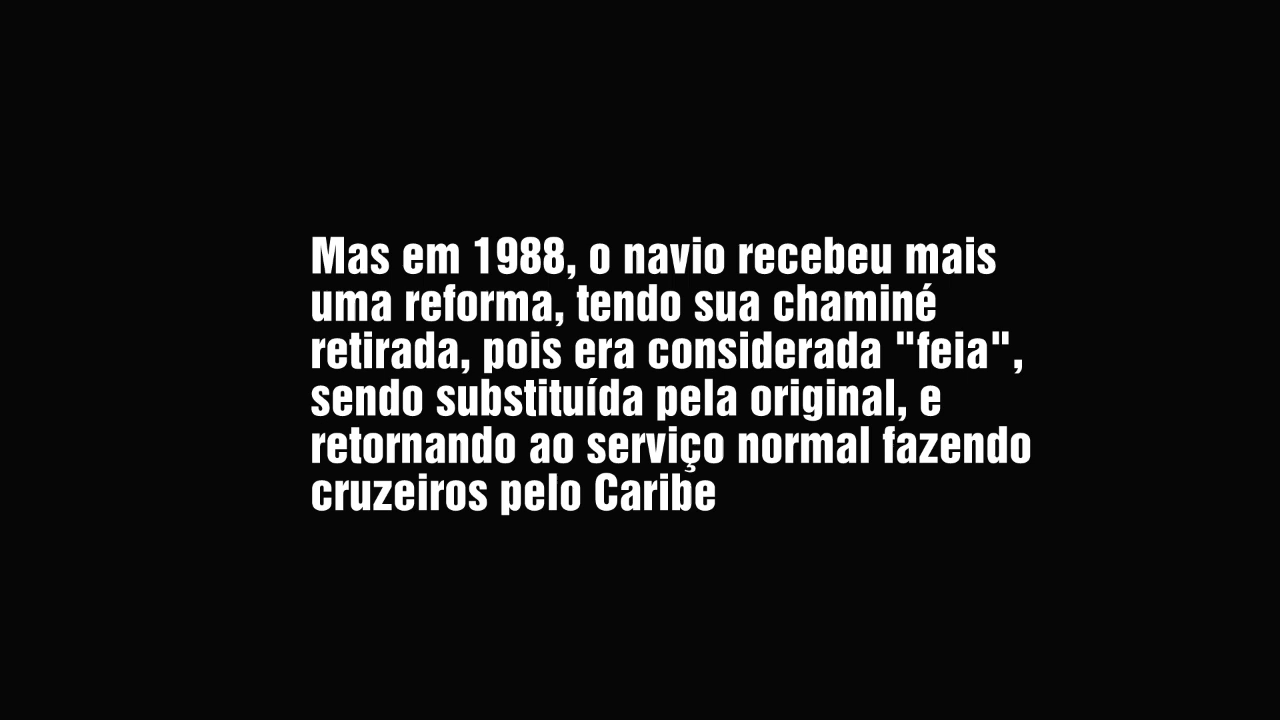 Mas em 1988, o navio recebeu mais
uma reforma, tendo sua chaminé
retirada, pois era considerada "feia",
sendo substituída pela original, e
retornando ao serviço normal fazendo
cruzeiros pelo Caribe